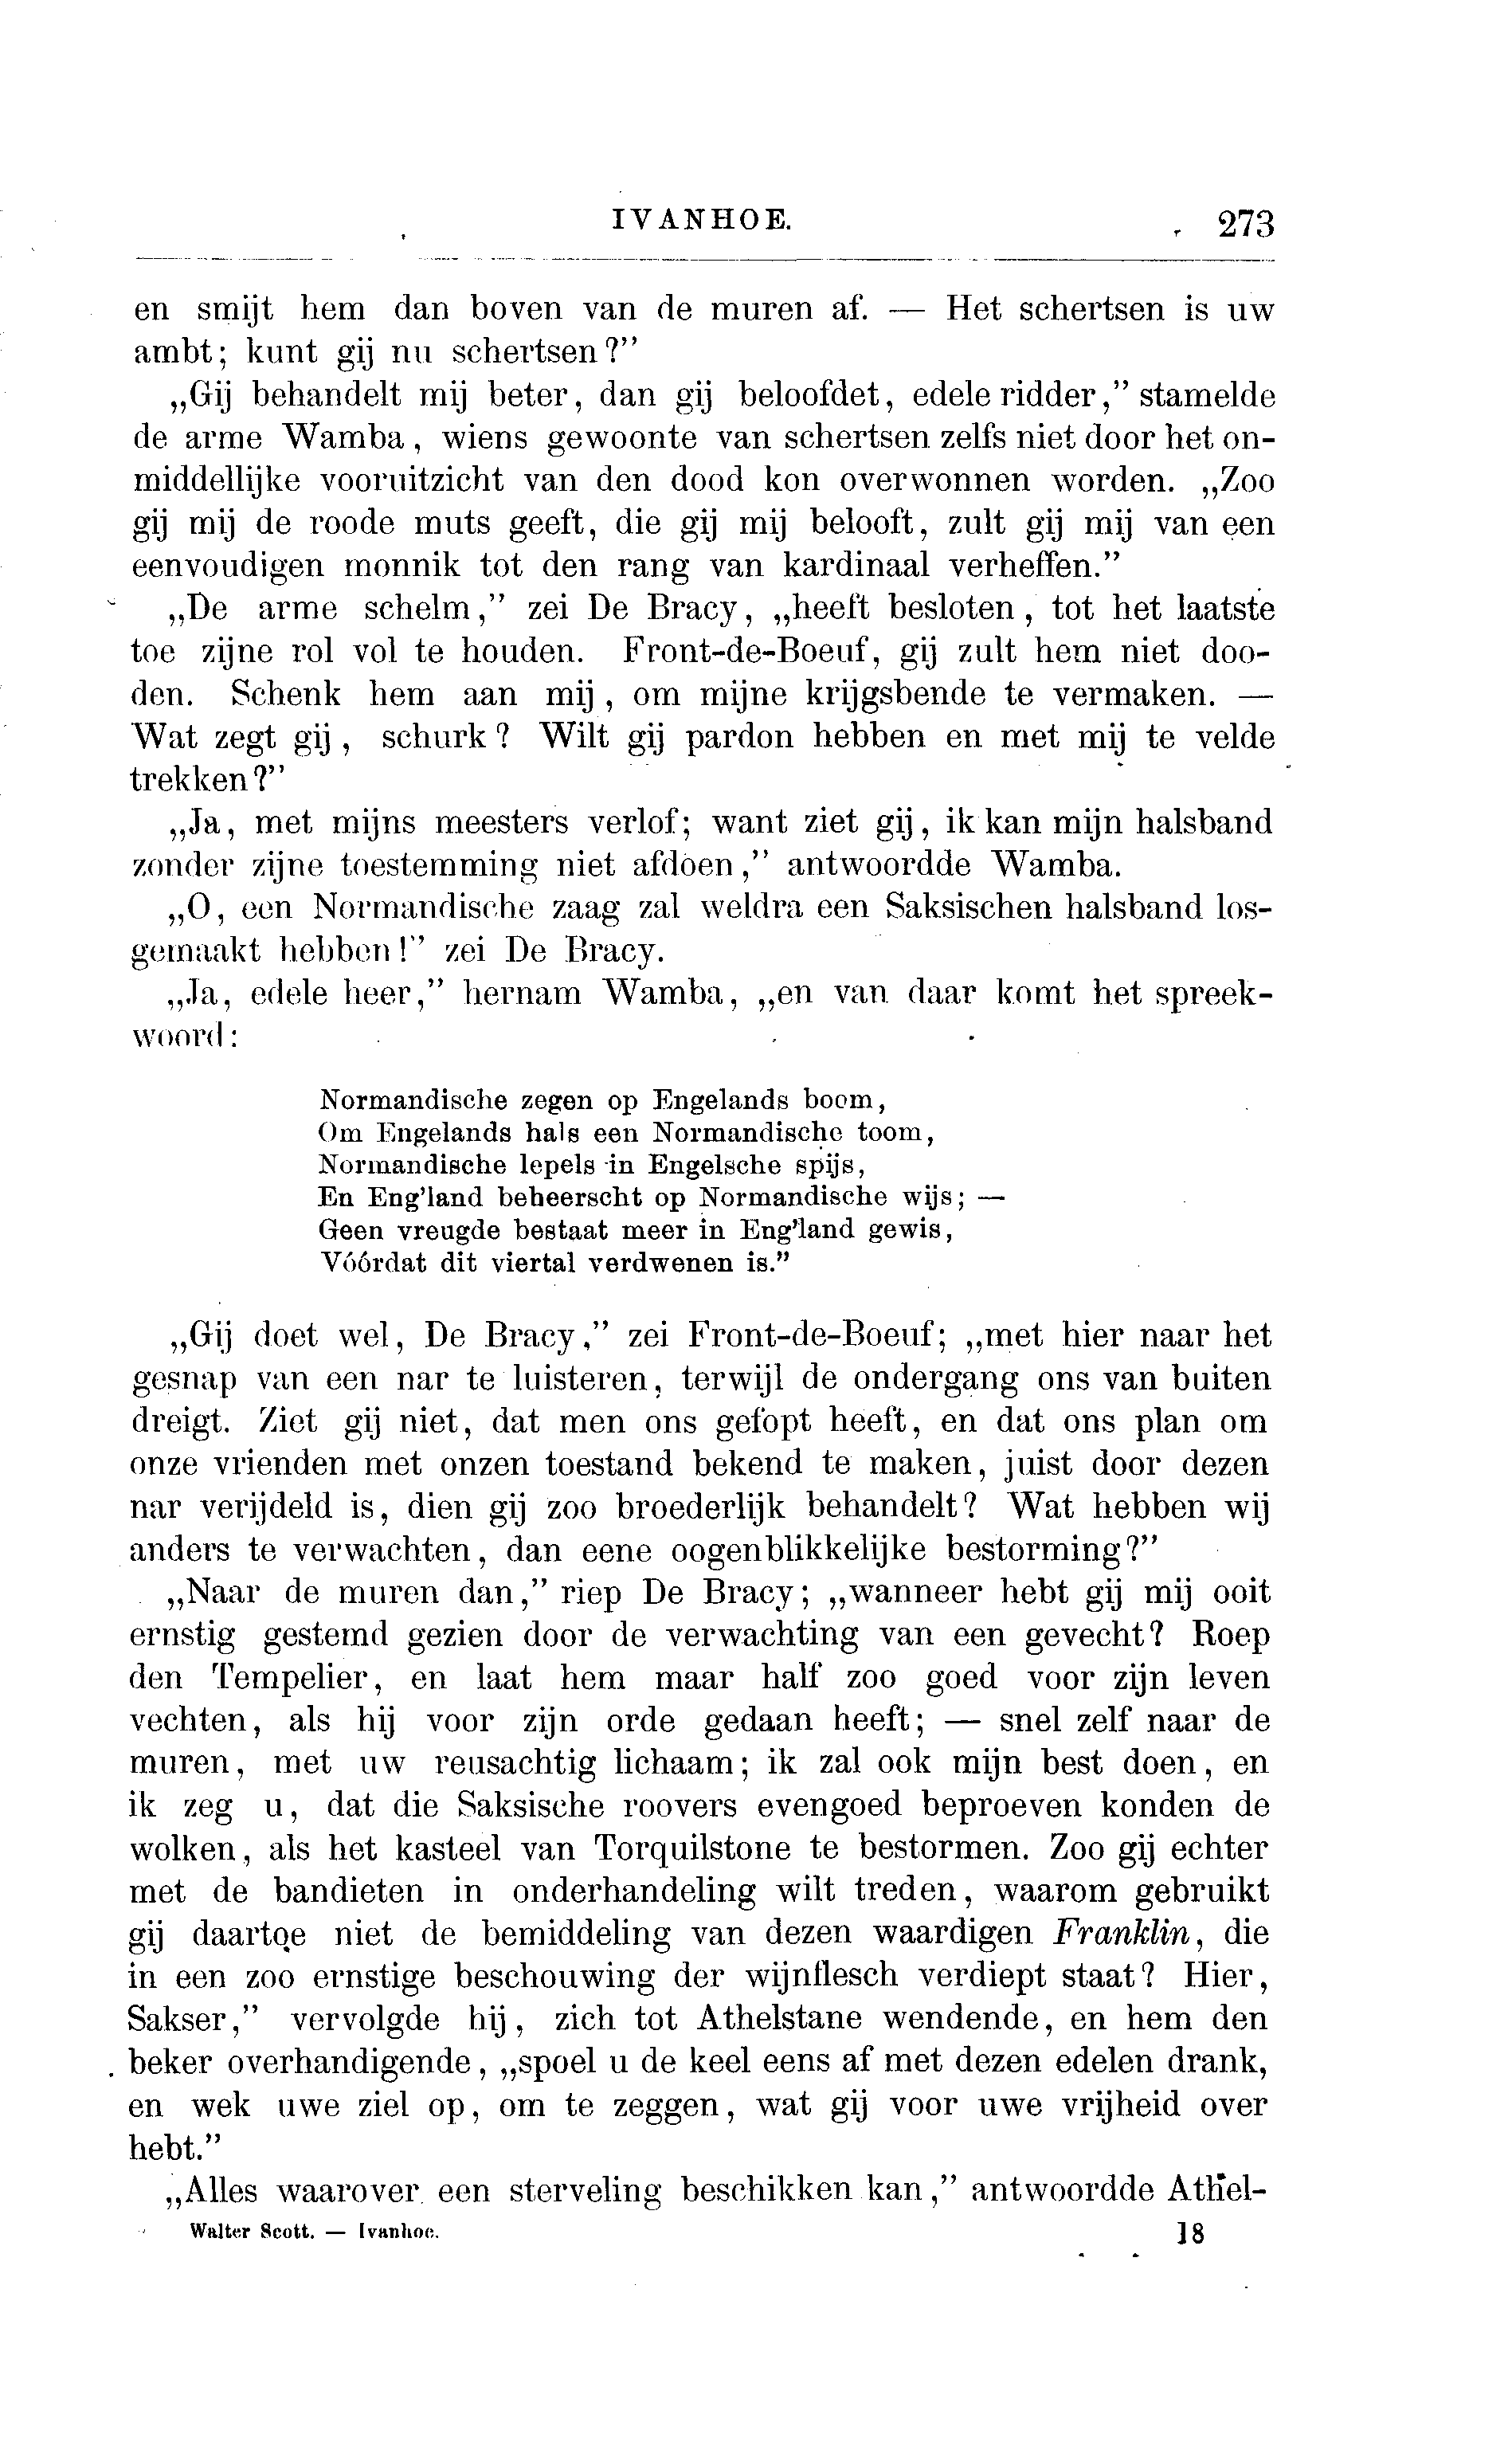 IVANHOE. 273
en smijt hem dan boven van de muren af. — Het schertsen is uw
ambt; kunt gij nu schertsen?”
„Gij behandelt mij beter, dan gij beloofdet, edele ridder,” stamelde
de arme Wamba, wiens gewoonte van schertsen zelfs niet door het on-
middellijke vooruitzicht van den dood kon overwonnen worden. „Zoo
gij mij de roode muts geeft, die gij mij belooft, zult gij mij van een
eenvoudigen monnik tot den rang van kardinaal verheffen.”
„De arme schelm,” zei De Bracy, „heeft besloten, tot het laatste
toe zijne rol vol te houden. Front-de-Boeuf, gij zult hem niet doo-
den. Schenk hem aan mij, om mijne krijgsbende te vermaken. —
Wat zegt gij, schurk? Wilt gij pardon hebben en met mij te velde
trekken?”
„Ja, met mijns meesters verlof; want ziet gij, ik kan mijn halsband
zonder zijne toestemming niet afdoen,” antwoordde Wamba.
„O, een Normandische zaag zal weldra een Saksischen halsband los-
gemaakt hebben!” zei De Bracy.
„Ja, edele heer,” hernam Wamba, „en van daar komt het spreek-
woord:
Normandische zegen op Engelands boom,
Om Engelands hals een Normandische toom,
Normandische lepels in Engelsche spijs,
En Eng’land beheerscht op Normandische wijs; —
Geen vreugde bestaat meer in Eng’land gewis,
Vóórdat dit viertal verdwenen is.”
„Gij doet wel, De Bracy,” zei Front-de-Boeuf; „met hier naar het
gesnap van een nar te luisteren, terwijl de ondergang ons van buiten
dreigt. Ziet gij niet, dat men ons gefopt heeft, en dat ons plan om
onze vrienden met onzen toestand bekend te maken, juist door dezen
nar verijdeld is, dien gij zoo broederlijk behandelt? Wat hebben wij
anders te verwachten, dan eene oogenblikkelijke bestorming?”
„Naar de muren dan,” riep De Bracy; „wanneer hebt gij mij ooit
ernstig gestemd gezien door de verwachting van een gevecht? Roep
den Tempelier, en laat hem maar half zoo goed voor zijn leven
vechten, als hij voor zijn orde gedaan heeft; — snel zelf naar de
muren, met uw reusachtig lichaam; ik zal ook mijn best doen, en
ik zeg u, dat die Saksische roovers evengoed beproeven konden de
wolken, als het kasteel van Torquilstone te bestormen. Zoo gij echter
met de bandieten in onderhandeling wilt treden, waarom gebruikt
gij daartoe niet de bemiddeling van dezen waardigen Franklin, die
in een zoo ernstige beschouwing der wijnflesch verdiept staat? Hier,
Sakser,” vervolgde hij, zich tot Athelstane wendende, en hem den
beker overhandigende, „spoel u de keel eens af met dezen edelen drank,
en wek uwe ziel op, om te zeggen, wat gij voor uwe vrijheid over
hebt.”
„Alles waarover een sterveling beschikken kan,” antwoordde Athel-
Walter Scott. — Ivanhoe. 18